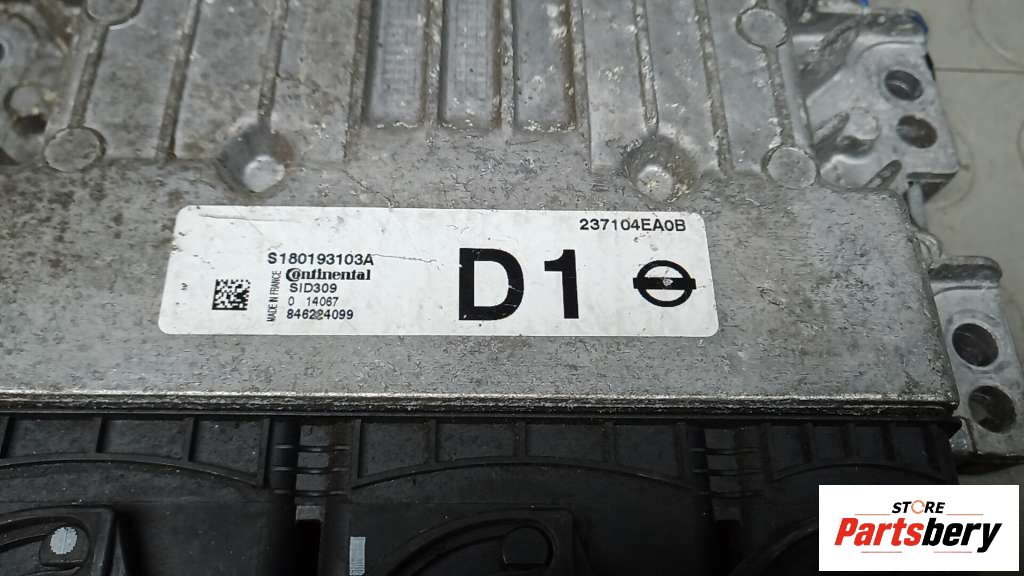 237104EA0B
S180193103A
Continental
SID309
0 14067
846224099
MADE IN FRANCE
D1
STORE
Partsbery